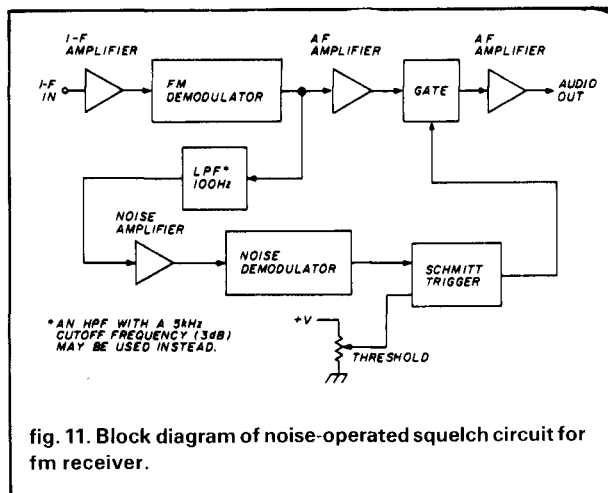 I-F
AMPLIFIER
I-F
IN
FM
DEMODULATOR
AF
AMPLIFIER
GATE
AF
AMPLIFIER
AUDIO
OUT
LPF*
100Hz
NOISE
AMPLIFIER
NOISE
DEMODULATOR
SCHMITT
TRIGGER
+V
THRESHOLD
*AN HPF WITH A 5kHz
CUTOFF FREQUENCY (3dB)
MAY BE USED INSTEAD.
fig. 11. Block diagram of noise-operated squelch circuit for
fm receiver.